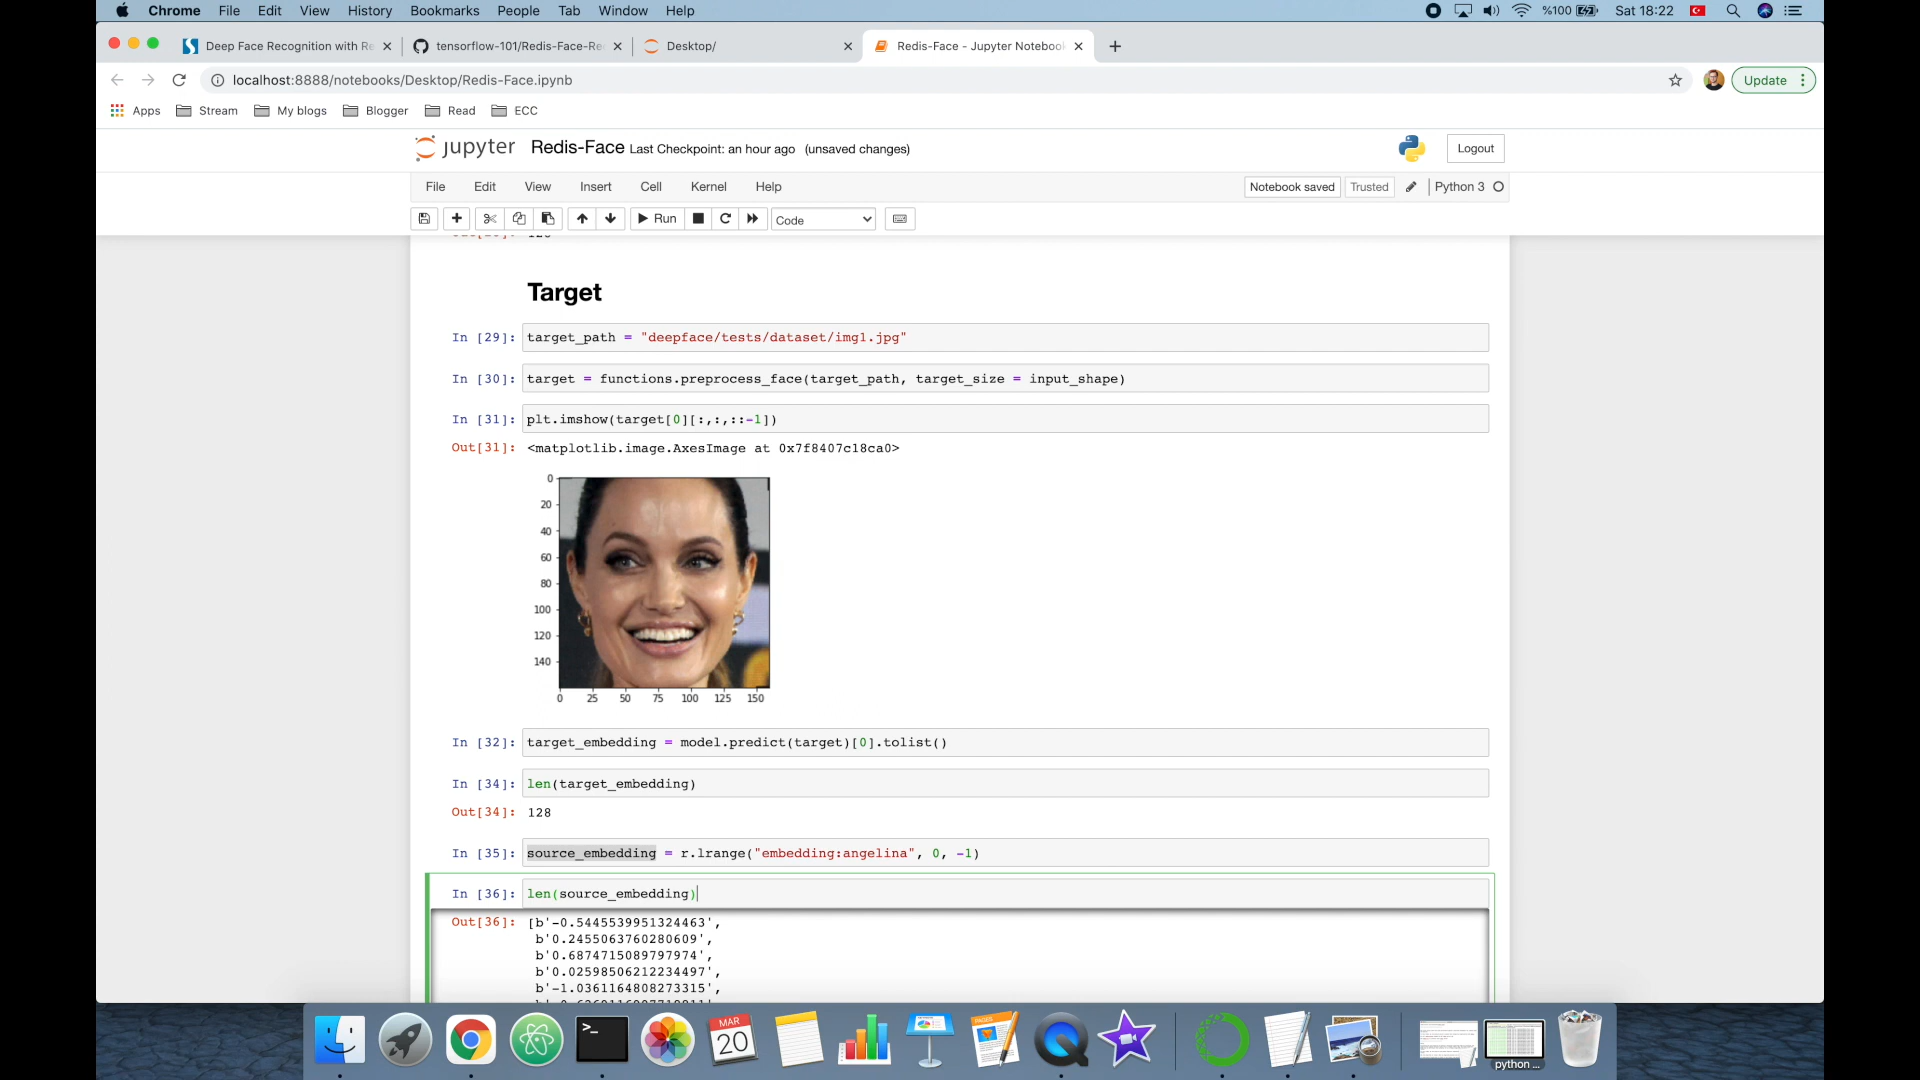 Chrome File Edit View History Bookmarks People Tab Window Help %100 Sat 18:22
Deep Face Recognition with Re tensorflow-101/Redis-Face-Re Desktop/ Redis-Face - Jupyter Notebook
localhost:8888/notebooks/Desktop/Redis-Face.ipynb Update
Apps Stream My blogs Blogger Read ECC
jupyter Redis-Face Last Checkpoint: an hour ago (unsaved changes) Logout
File Edit View Insert Cell Kernel Help Notebook saved Trusted Python 3
Run Code
Target
In [29]: target_path = "deepface/tests/dataset/img1.jpg"
In [30]: target = functions.preprocess_face(target_path, target_size = input_shape)
In [31]: plt.imshow(target[0][:,:,::-1])
Out[31]: <matplotlib.image.AxesImage at 0x7f8407c18ca0>
0
20
40
60
80
100
120
140
0 25 50 75 100 125 150
In [32]: target_embedding = model.predict(target)[0].tolist()
In [34]: len(target_embedding)
Out[34]: 128
In [35]: source_embedding = r.lrange("embedding:angelina", 0, -1)
In [36]: len(source_embedding)
Out[36]: [b'-0.5445539951324463',
b'0.2455063760280609',
b'0.6874715089797974',
b'0.02598506212234497',
b'-1.0361164808273315',
MAR
20
PAGES
python ...